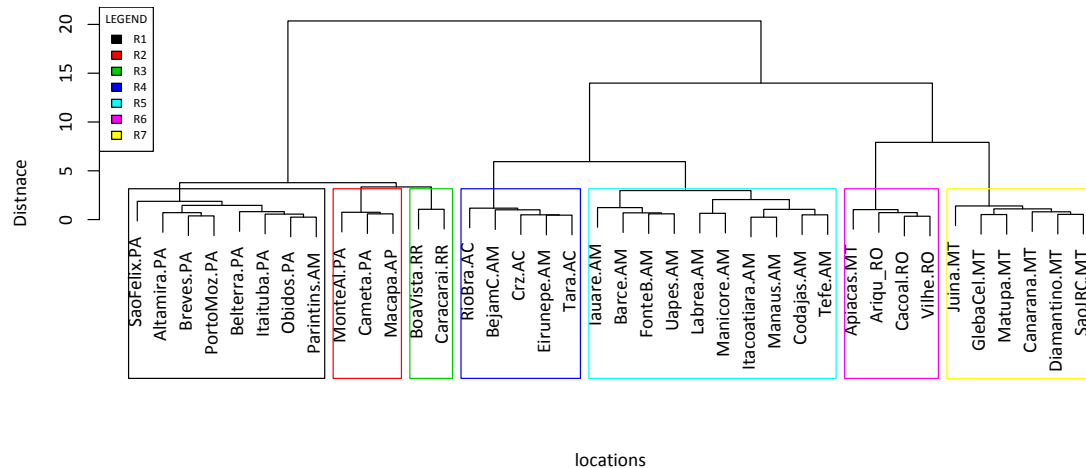 LEGEND
R1
R2
R3
R4
R5
R6
R7
20
15
10
5
0
Distnace
SaoFelix.PA
Altamira.PA
Breves.PA
PortoMoz.PA
Belterra.PA
Itaituba.PA
Obidos.PA
Parintins.AM
MonteAl.PA
Cameta.PA
Macapa.AP
BoaVista.RR
Caracarai.RR
RioBra.AC
BejamC.AM
Crz.AC
Eirunepe.AM
Tara.AC
Iauare.AM
Barce.AM
FonteB.AM
Uapes.AM
Labrea.AM
Manicore.AM
Itacoatiara.AM
Manaus.AM
Codajas.AM
Tefe.AM
Apiacas.MT
Ariqu_RO
Cacoal.RO
Vilhe.RO
Juina.MT
GlebaCel.MT
Matupa.MT
Canarana.MT
Diamantino.MT
SaoJRC.MT
locations